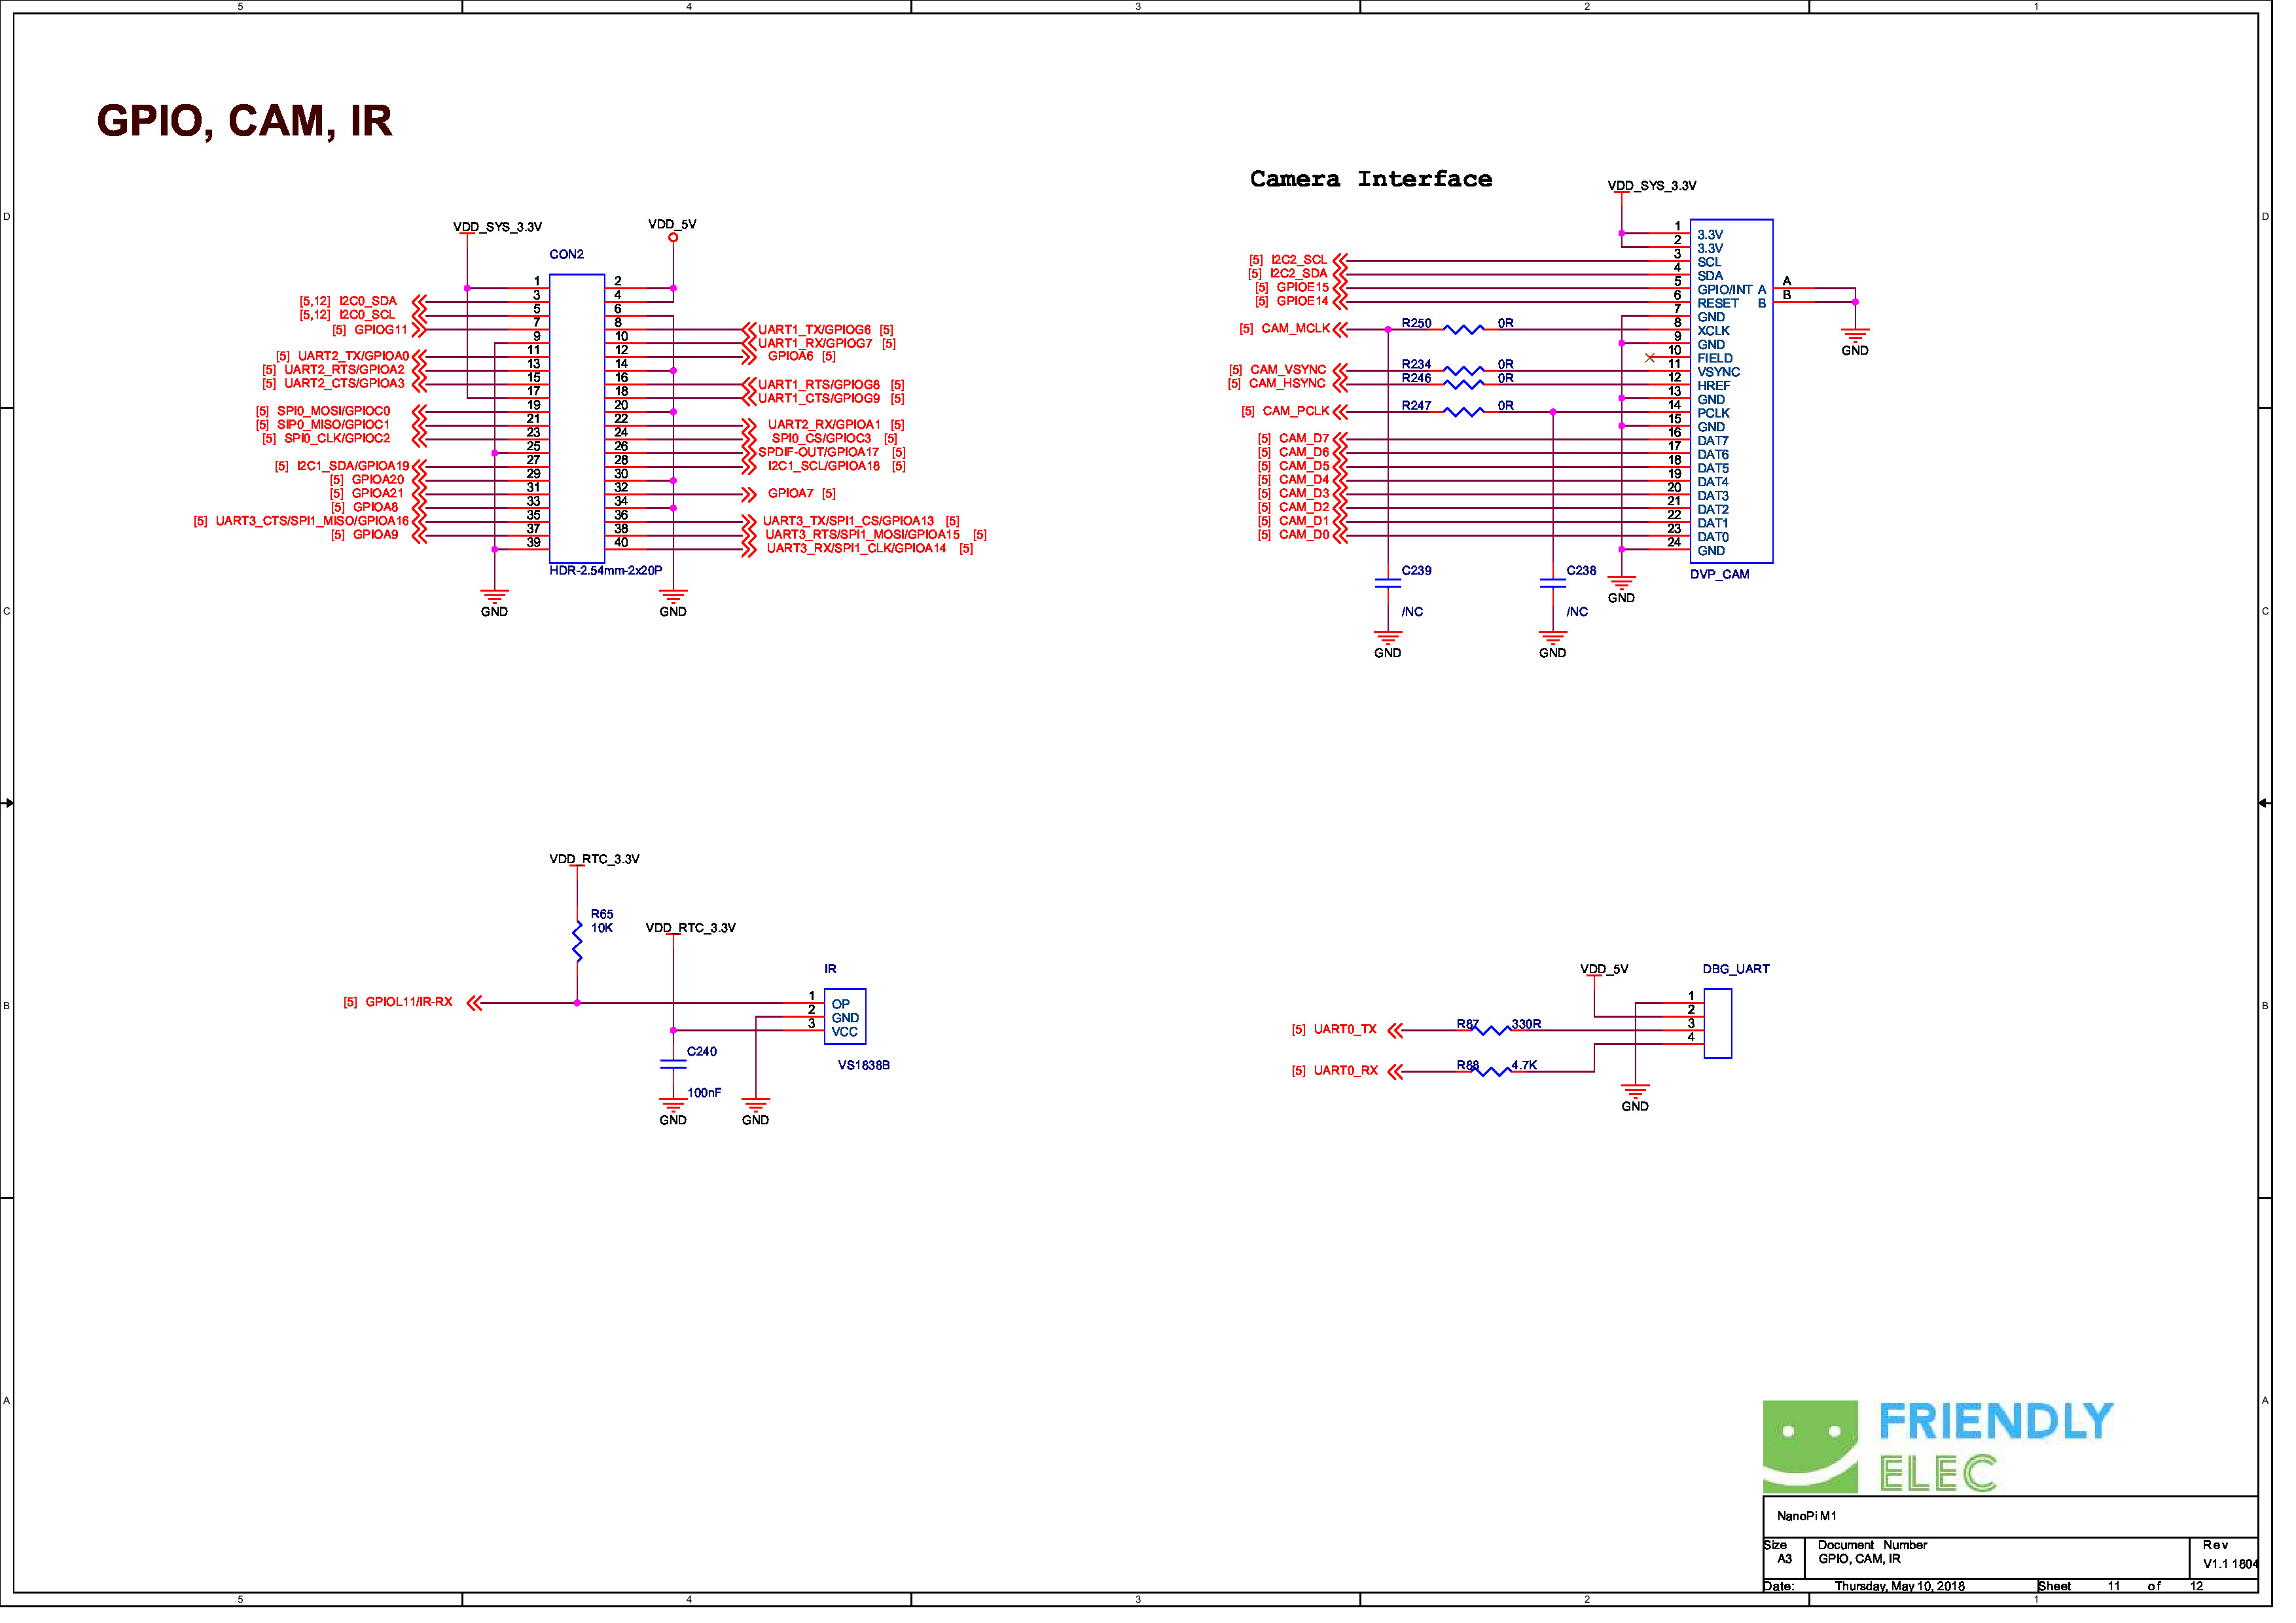 5 4 3 2 1
GPIO, CAM, IR
D
D
VDD_SYS_3.3V
VDD_5V
CON2
1 2
3 4
5 6
7 8
9 10
11 12
13 14
15 16
17 18
19 20
21 22
23 24
25 26
27 28
29 30
31 32
33 34
35 36
37 38
39 40
[5,12] I2C0_SDA
[5,12] I2C0_SCL
[5] GPIOG11
[5] UART2_TX/GPIOA0
[5] UART2_RTS/GPIOA2
[5] UART2_CTS/GPIOA3
[5] SPI0_MOSI/GPIOC0
[5] SIP0_MISO/GPIOC1
[5] SPI0_CLK/GPIOC2
[5] I2C1_SDA/GPIOA19
[5] GPIOA20
[5] GPIOA21
[5] GPIOA8
[5] UART3_CTS/SPI1_MISO/GPIOA16
[5] GPIOA9
UART1_TX/GPIOG6 [5]
UART1_RX/GPIOG7 [5]
GPIOA6 [5]
UART1_RTS/GPIOG8 [5]
UART1_CTS/GPIOG9 [5]
UART2_RX/GPIOA1 [5]
SPI0_CS/GPIOC3 [5]
SPDIF-OUT/GPIOA17 [5]
I2C1_SCL/GPIOA18 [5]
GPIOA7 [5]
UART3_TX/SPI1_CS/GPIOA13 [5]
UART3_RTS/SPI1_MOSI/GPIOA15 [5]
UART3_RX/SPI1_CLK/GPIOA14 [5]
HDR-2.54mm-2x20P
GND
GND
Camera Interface
VDD_SYS_3.3V
[5] I2C2_SCL
[5] I2C2_SDA
[5] GPIOE15
[5] GPIOE14
[5] CAM_MCLK
R250 0R
[5] CAM_VSYNC
R234 0R
[5] CAM_HSYNC
R246 0R
[5] CAM_PCLK
R247 0R
[5] CAM_D7
[5] CAM_D6
[5] CAM_D5
[5] CAM_D4
[5] CAM_D3
[5] CAM_D2
[5] CAM_D1
[5] CAM_D0
1 3.3V
2 3.3V
3 SCL
4 SDA
5 GPIO/INT A A
6 RESET B B
7 GND
8 XCLK
9 GND
10 FIELD
11 VSYNC
12 HREF
13 GND
14 PCLK
15 GND
16 DAT7
17 DAT6
18 DAT5
19 DAT4
20 DAT3
21 DAT2
22 DAT1
23 DAT0
24 GND
DVP_CAM
GND
C239
/NC
GND
C238
/NC
GND
GND
C
C
VDD_RTC_3.3V
R65
10K
VDD_RTC_3.3V
IR
[5] GPIOL11/IR-RX
1 OP
2 GND
3 VCC
VS1838B
C240
100nF
GND
GND
VDD_5V
DBG_UART
1
2
3
4
[5] UART0_TX
R87 330R
[5] UART0_RX
R88 4.7K
GND
B
B
A
A
FRIENDLY
ELEC
NanoPi M1
Size
A3
Document Number
GPIO, CAM, IR
Rev
V1.1 1804
Date: Thursday, May 10, 2018 Sheet 11 of 12
5 4 3 2 1